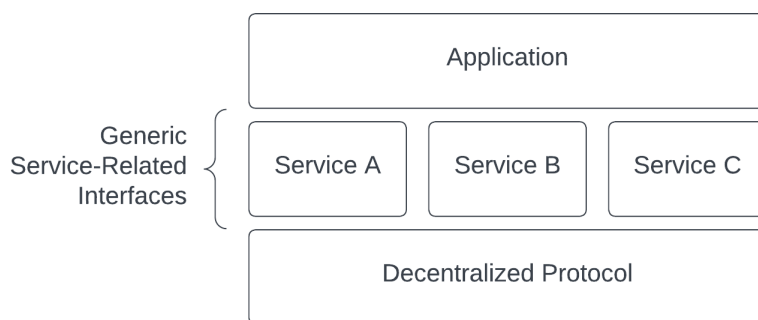 Application
Generic
Service-Related
Interfaces
Service A
Service B
Service C
Decentralized Protocol